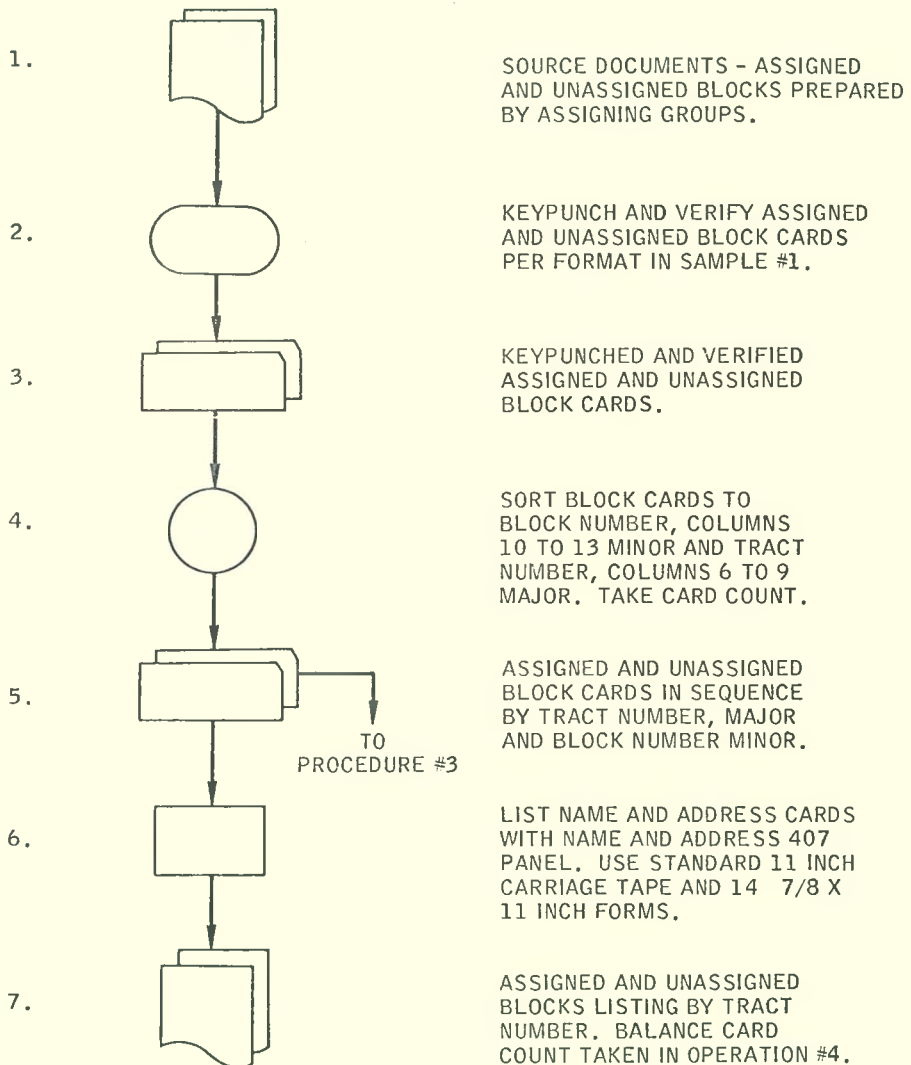 1.
SOURCE DOCUMENTS - ASSIGNED
AND UNASSIGNED BLOCKS PREPARED
BY ASSIGNING GROUPS.
2.
KEYPUNCH AND VERIFY ASSIGNED
AND UNASSIGNED BLOCK CARDS
PER FORMAT IN SAMPLE #1.
3.
KEYPUNCHED AND VERIFIED
ASSIGNED AND UNASSIGNED
BLOCK CARDS.
4.
SORT BLOCK CARDS TO
BLOCK NUMBER, COLUMNS
10 TO 13 MINOR AND TRACT
NUMBER, COLUMNS 6 TO 9
MAJOR. TAKE CARD COUNT.
5.
TO
PROCEDURE #3
ASSIGNED AND UNASSIGNED
BLOCK CARDS IN SEQUENCE
BY TRACT NUMBER, MAJOR
AND BLOCK NUMBER MINOR.
6.
LIST NAME AND ADDRESS CARDS
WITH NAME AND ADDRESS 407
PANEL. USE STANDARD 11 INCH
CARRIAGE TAPE AND 14 7/8 X
11 INCH FORMS.
7.
ASSIGNED AND UNASSIGNED
BLOCKS LISTING BY TRACT
NUMBER. BALANCE CARD
COUNT TAKEN IN OPERATION #4.